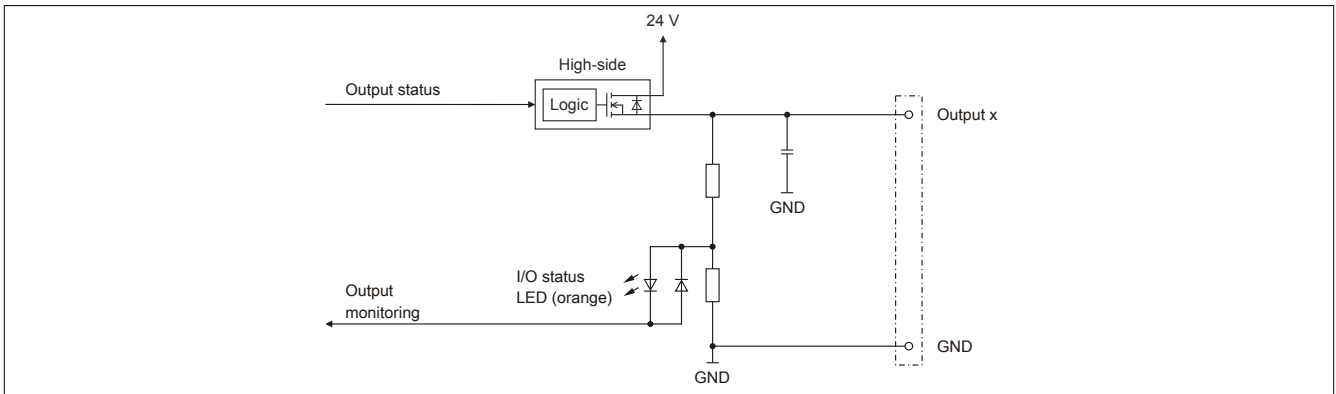 24 V
High-side
Output status
Logic
Output x
GND
I/O status
LED (orange)
Output
monitoring
GND
GND